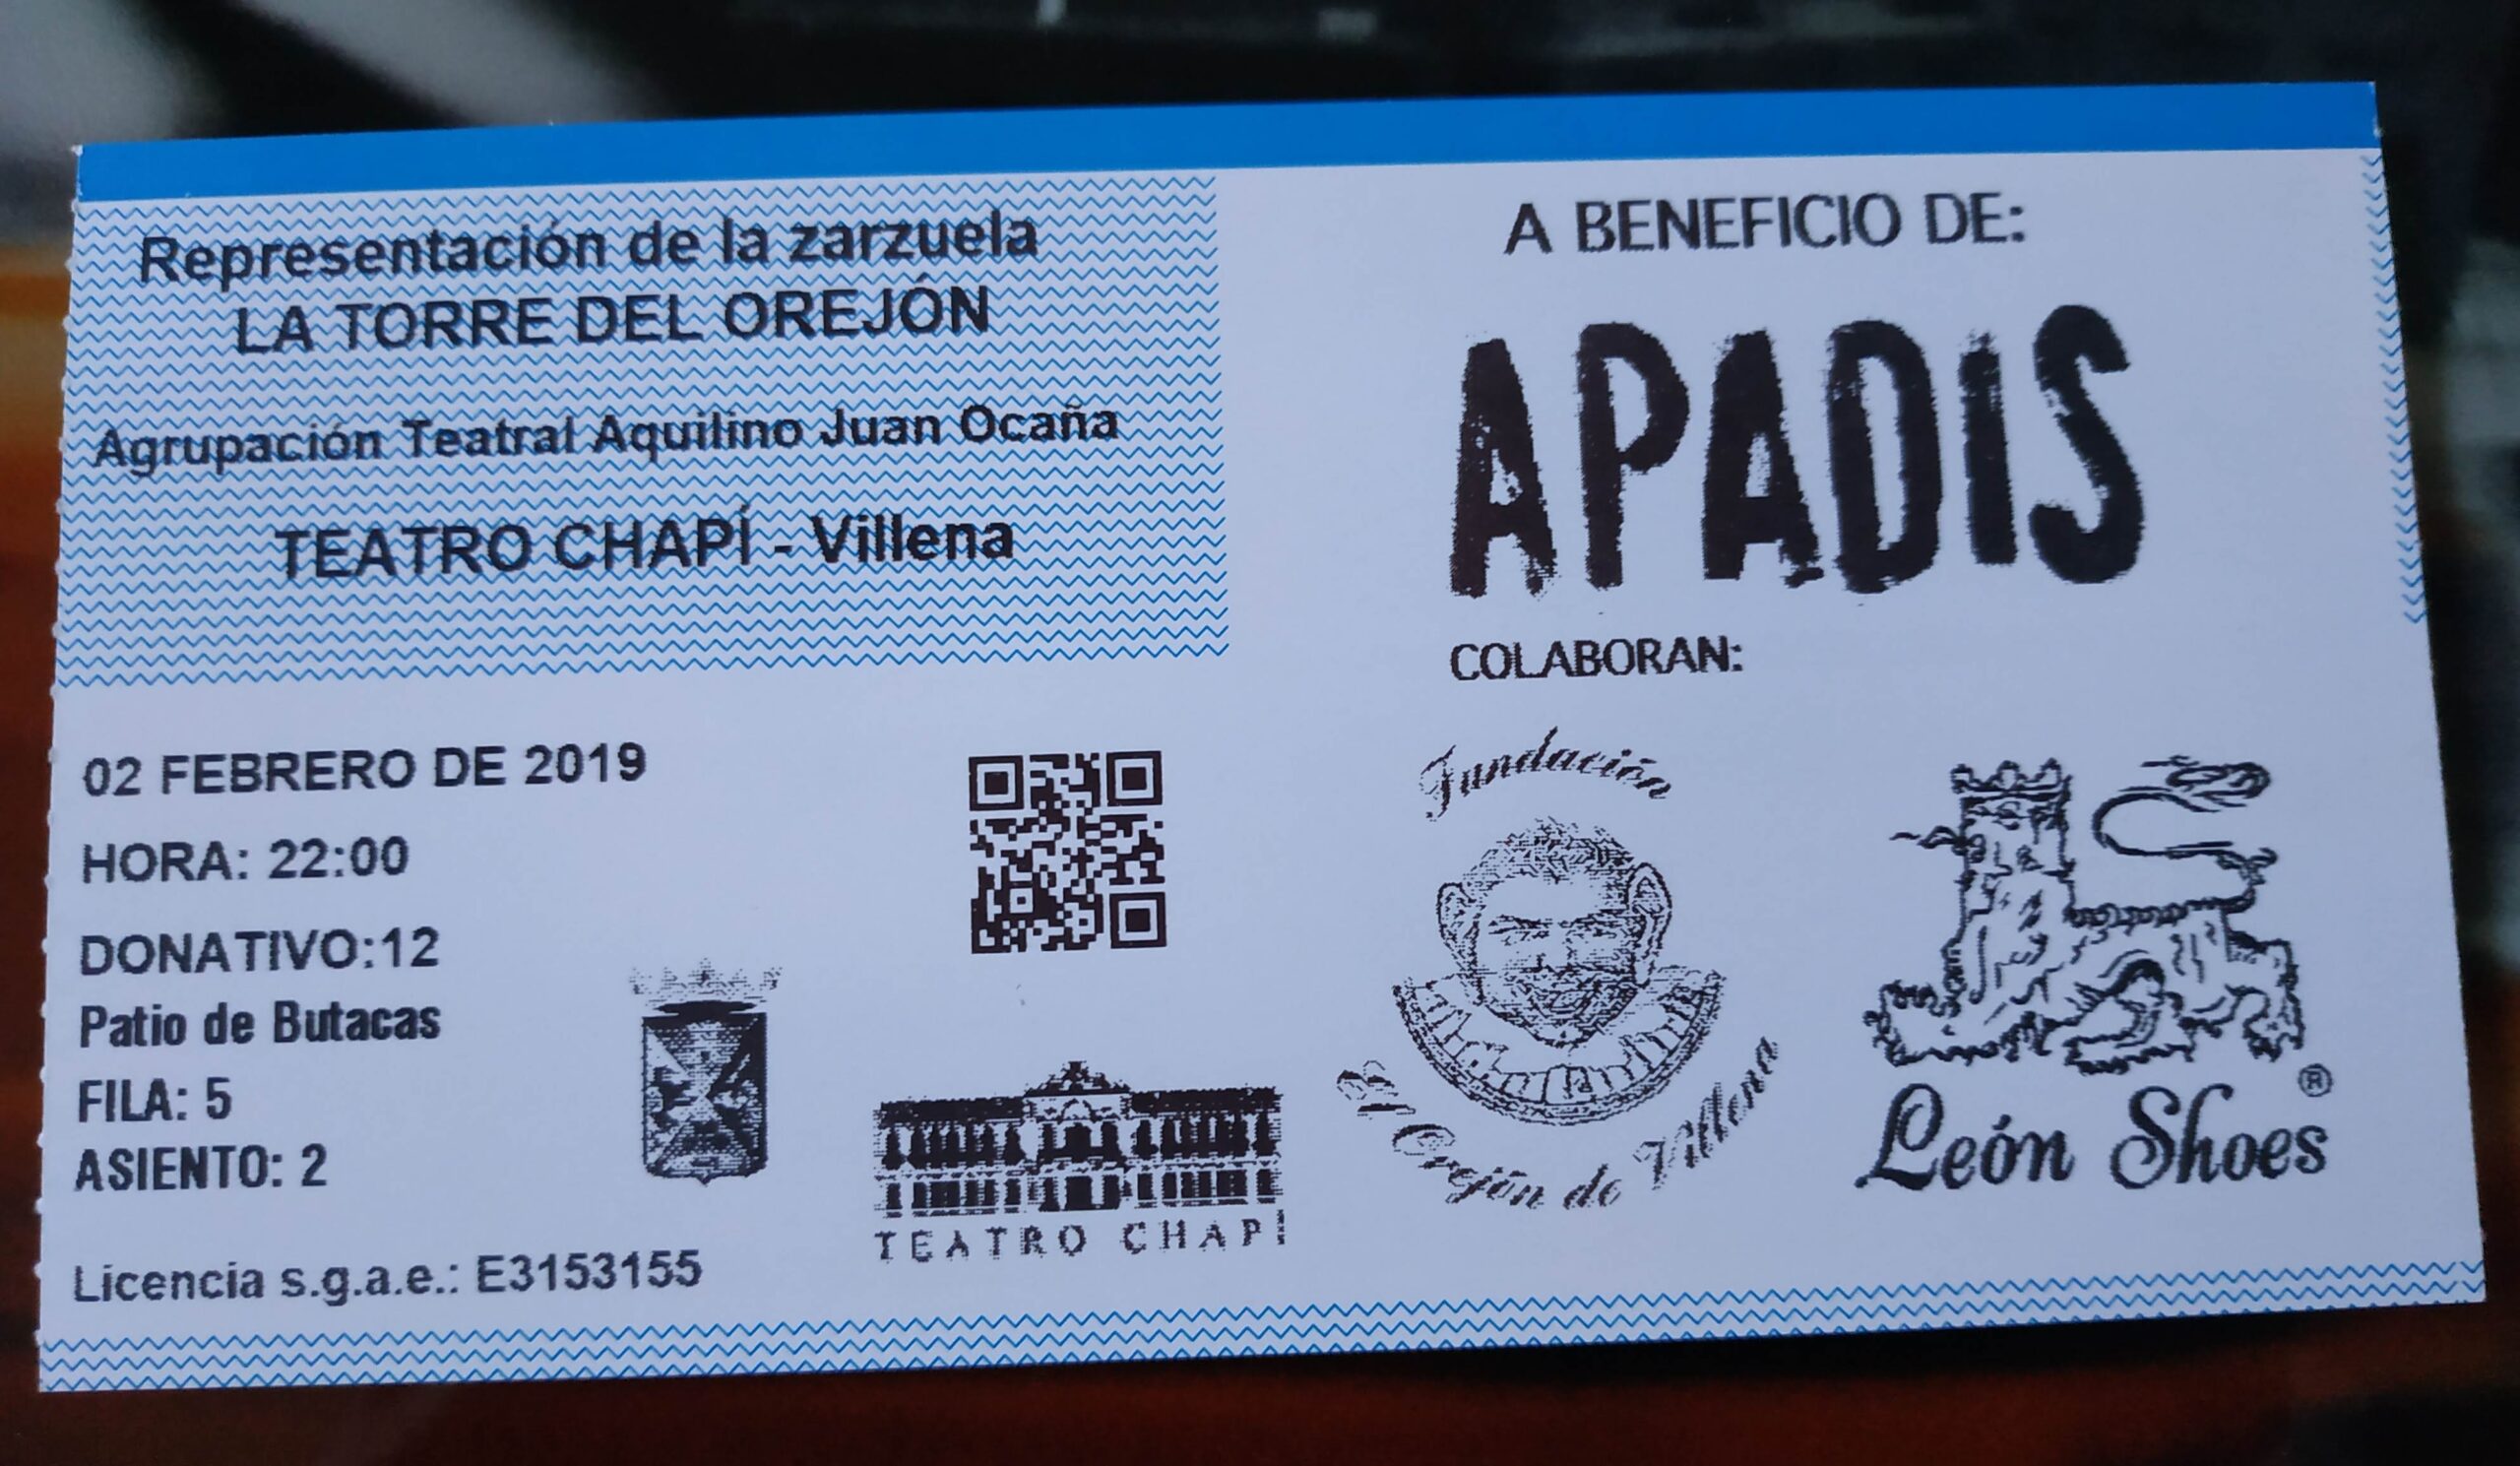 Representación de la zarzuela
LA TORRE DEL OREJÓN
Agrupación Teatral Aquilino Juan Ocaña
TEATRO CHAPÍ - Villena
02 FEBRERO DE 2019
HORA: 22:00
DONATIVO:12
Patio de Butacas
FILA: 5
ASIENTO: 2
Licencia s.g.a.e.: E3153155
TEATRO CHAPÍ
A BENEFICIO DE:
APADIS
COLABORAN:
Fundación
El Orejón de Villena
León Shoes ®